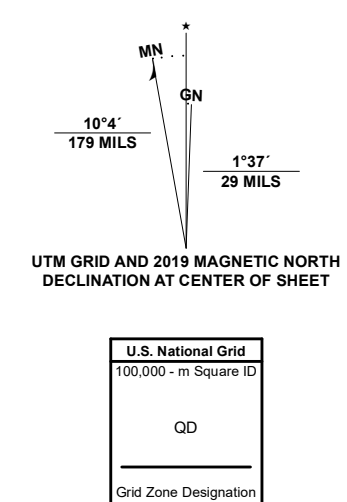 ★
MN
GN
10°4´
179 MILS
1°37´
29 MILS
UTM GRID AND 2019 MAGNETIC NORTH
DECLINATION AT CENTER OF SHEET
U.S. National Grid
100,000 - m Square ID
QD
Grid Zone Designation